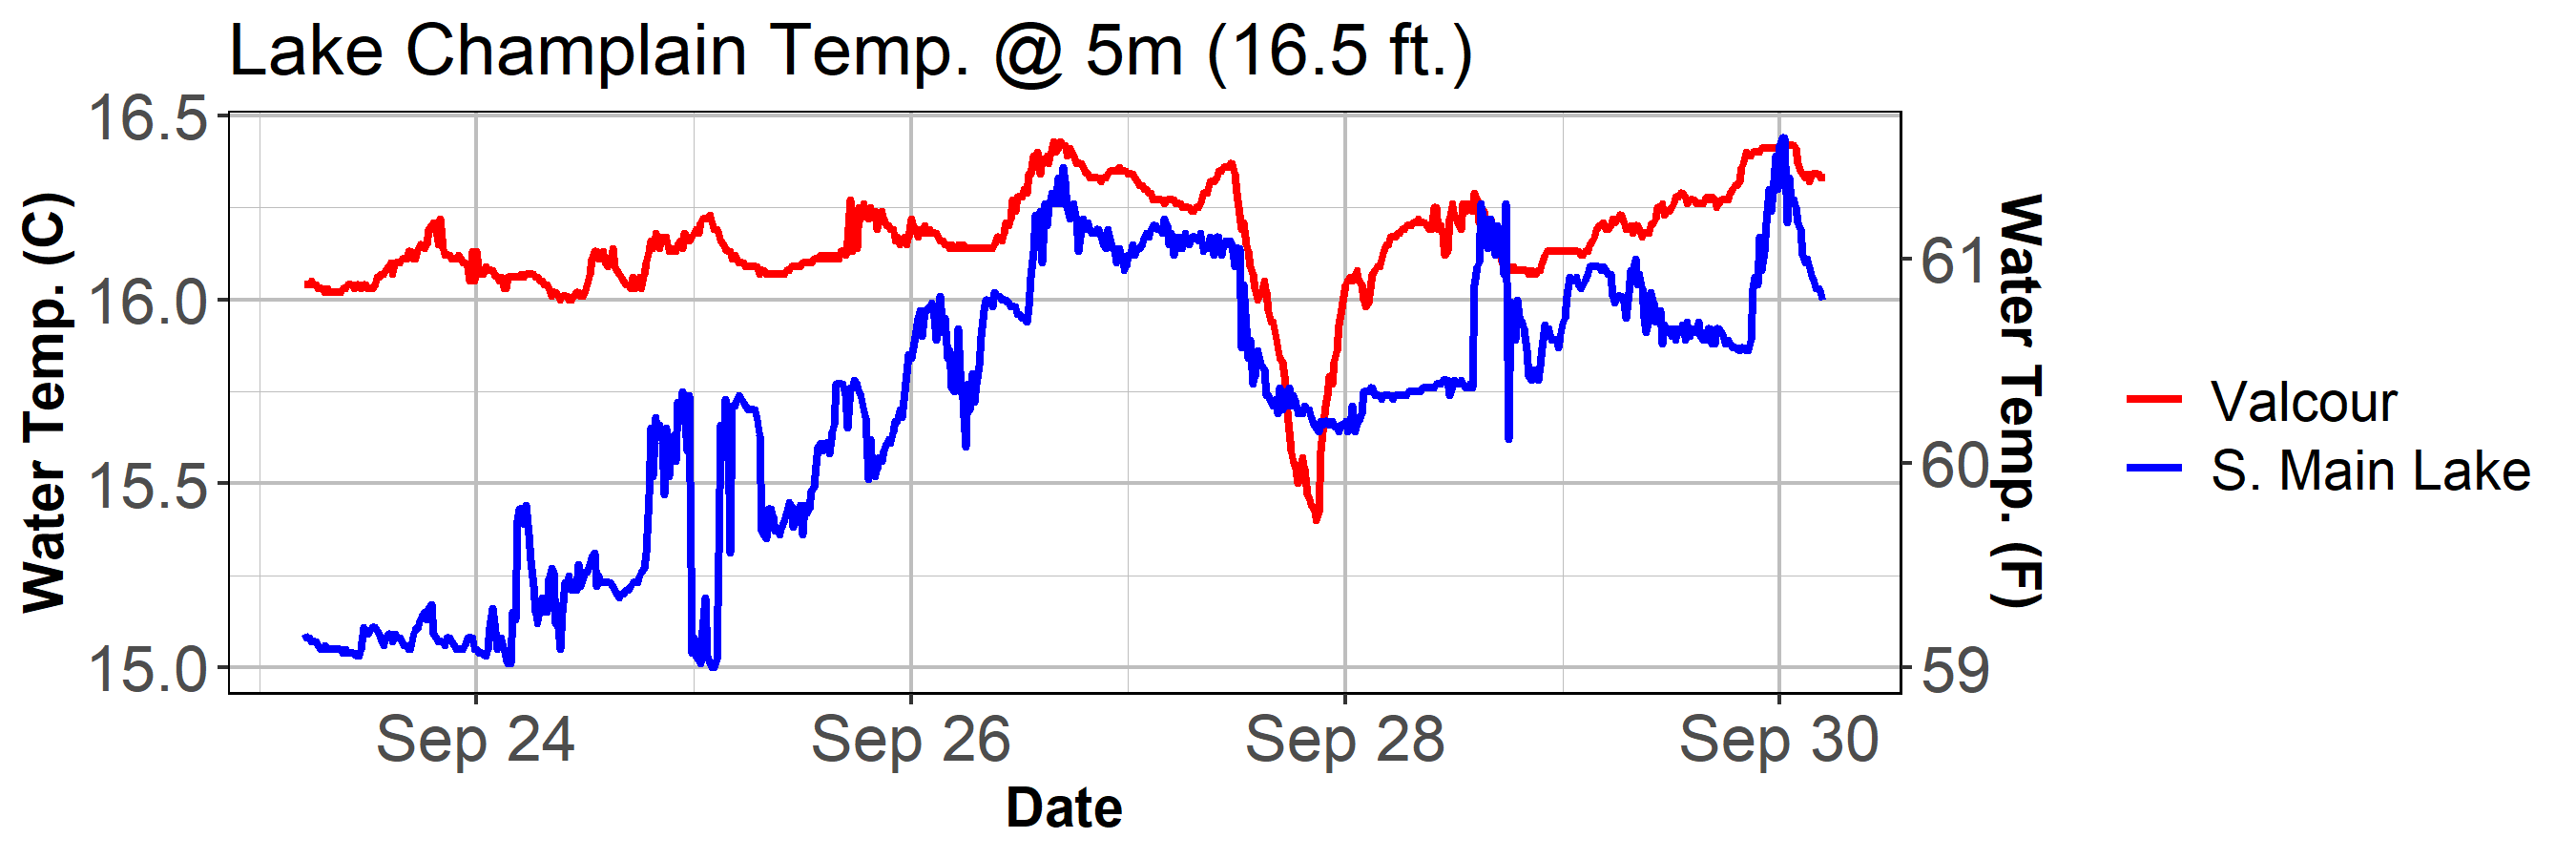 Lake Champlain Temp. @ 5m (16.5 ft.)
Water Temp. (C)
16.5
16.0
15.5
15.0
61
60
59
Water Temp. (F)
Sep 24
Sep 26
Sep 28
Sep 30
Date
Valcour
S. Main Lake